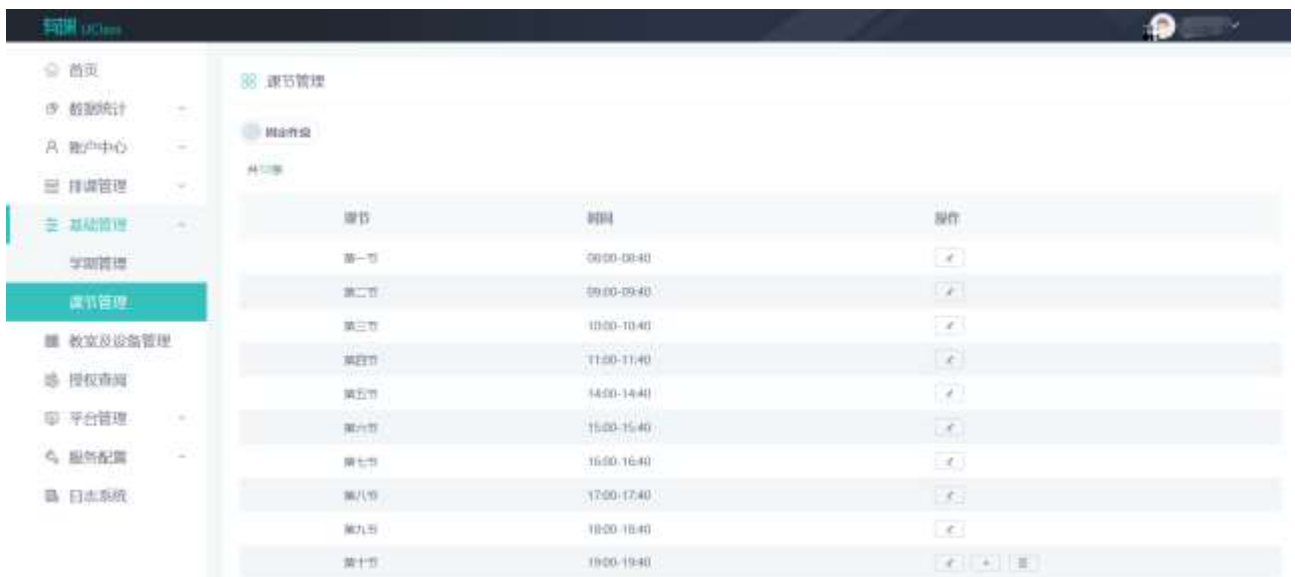 UClass
首页
课节管理
数据统计
账户中心
排课管理
课节 时间 操作
基础管理
第一节 08:00-08:40
学期管理
第二节 09:00-09:40
课节管理
第三节 10:00-10:40
教室及设备管理
第四节 11:00-11:40
授权查阅
第五节 14:00-14:40
平台管理
第六节 15:00-15:40
服务配置
第七节 16:00-16:40
日志系统
第八节 17:00-17:40
第九节 18:00-18:40
第十节 19:00-19:40